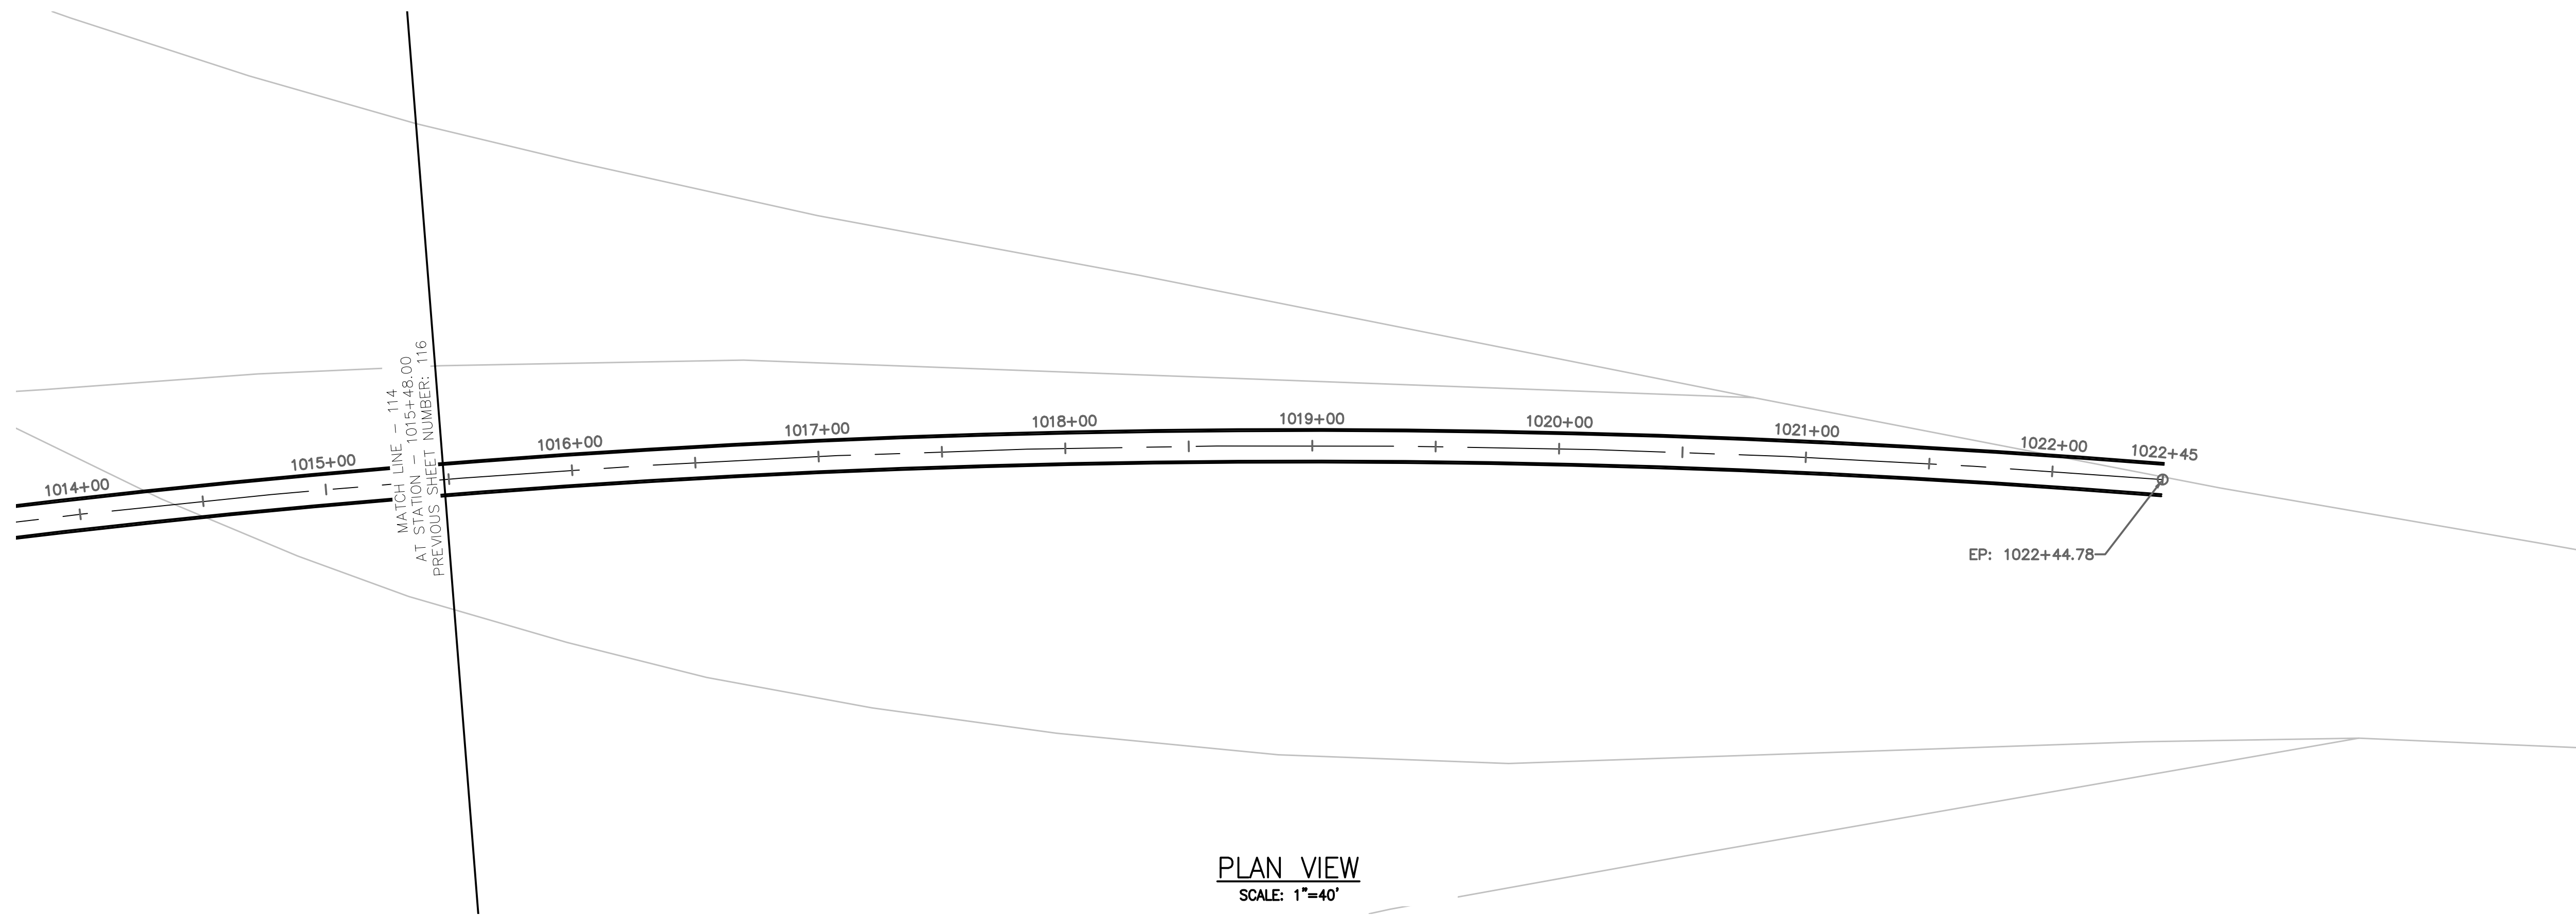 1014+00
1015+00
MATCH LINE - 114
AT STATION - 1015+48.00
PREVIOUS SHEET NUMBER: 116
1016+00
1017+00
1018+00
1019+00
1020+00
1021+00
1022+00
1022+45
EP: 1022+44.78
PLAN VIEW
SCALE: 1"=40'